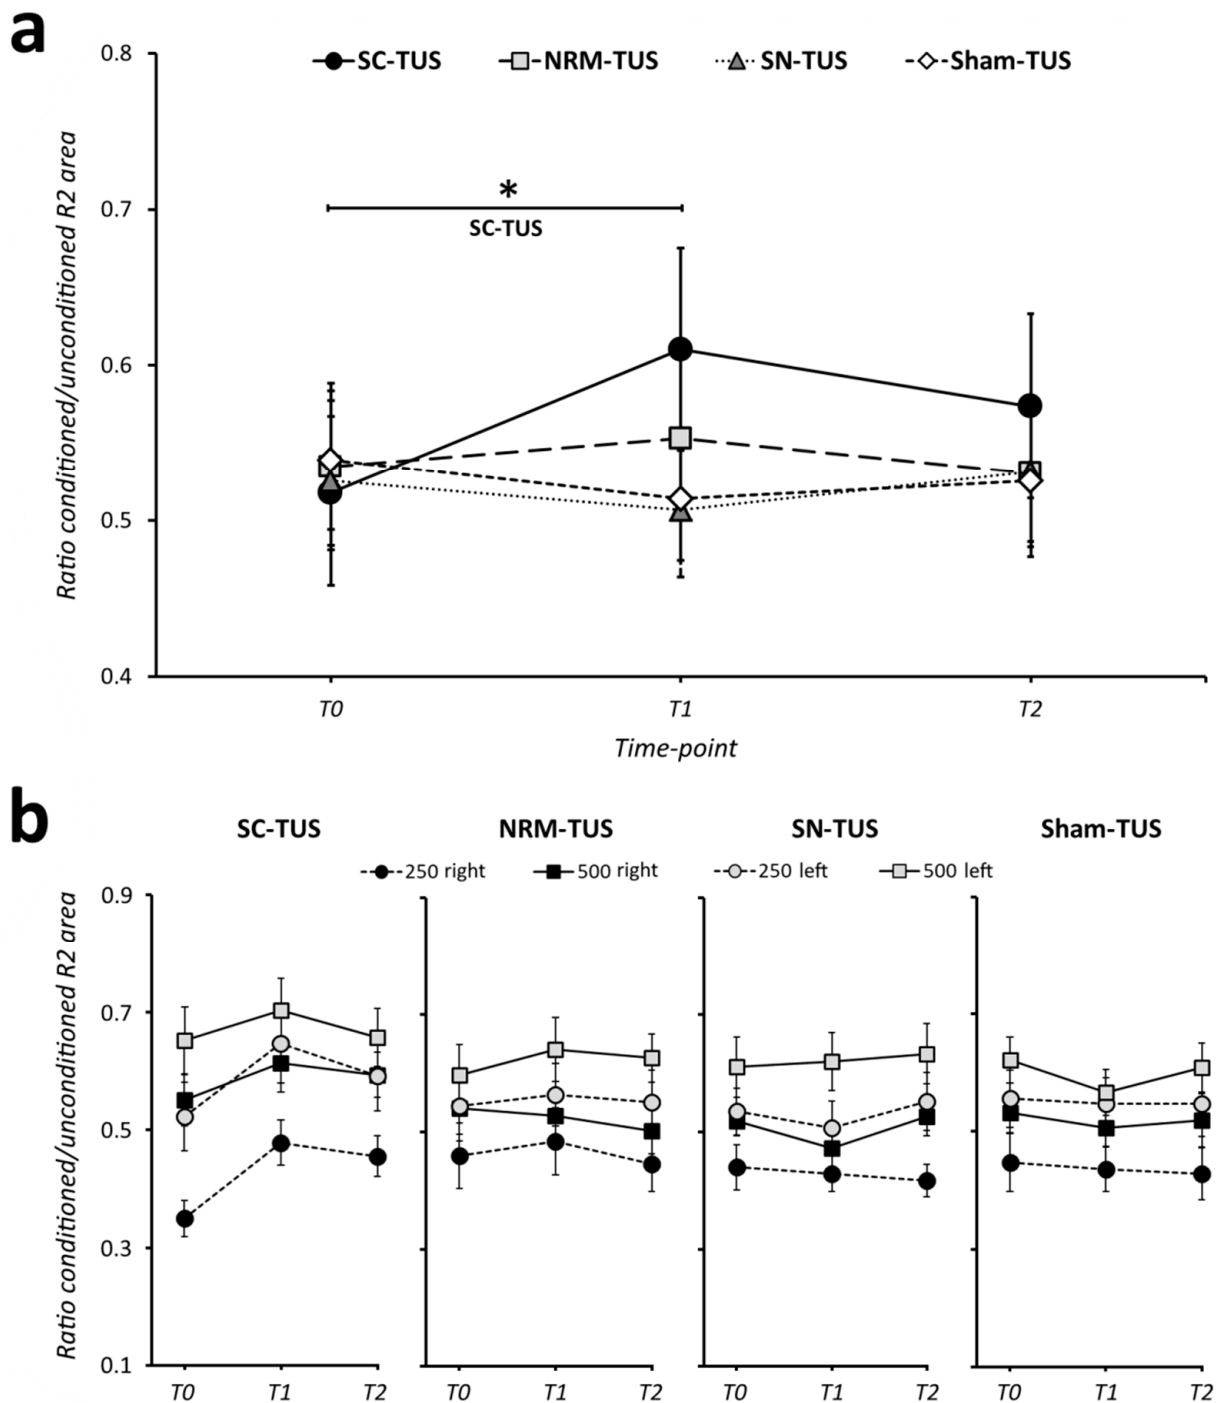 a
0.8
SC-TUS NRM-TUS SN-TUS Sham-TUS
Ratio conditioned/unconditioned R2 area
0.7
*
SC-TUS
0.6
0.5
0.4
T0 T1 T2
Time-point
b
SC-TUS NRM-TUS SN-TUS Sham-TUS
250 right 500 right 250 left 500 left
Ratio conditioned/unconditioned R2 area
0.9
0.7
0.5
0.3
0.1
T0 T1 T2 T0 T1 T2 T0 T1 T2 T0 T1 T2